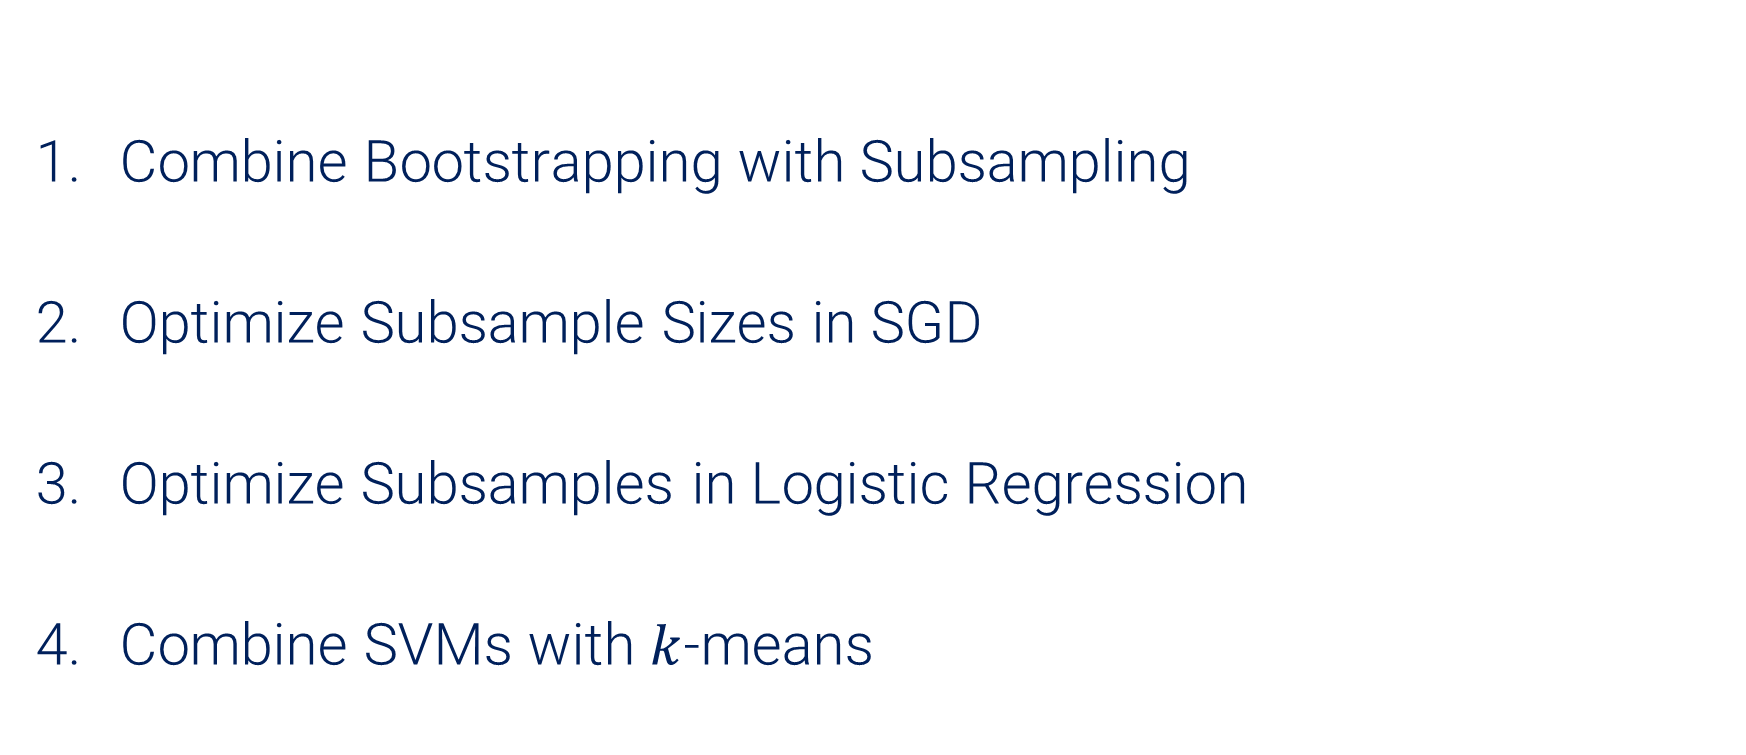 1. Combine Bootstrapping with Subsampling
2. Optimize Subsample Sizes in SGD
3. Optimize Subsamples in Logistic Regression
4. Combine SVMs with k-means